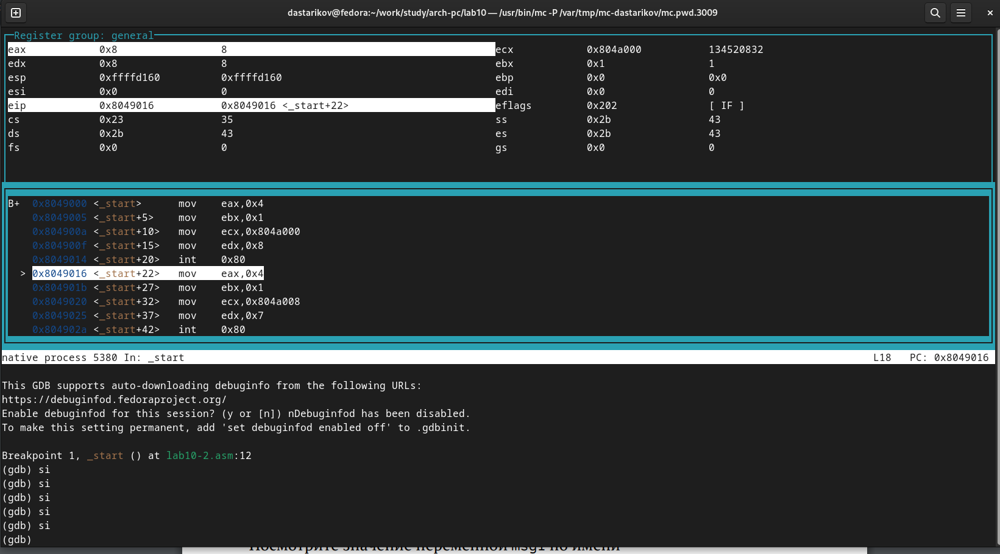 dastarikov@fedora:~/work/study/arch-pc/lab10 — /usr/bin/mc -P /var/tmp/mc-dastarikov/mc.pwd.3009
Register group: general
eax 0x8 8 ecx 0x804a000 134520832
edx 0x8 8 ebx 0x1 1
esp 0xffffd160 0xffffd160 ebp 0x0 0x0
esi 0x0 0 edi 0x0 0
eip 0x8049016 0x8049016 <_start+22> eflags 0x202 [ IF ]
cs 0x23 35 ss 0x2b 43
ds 0x2b 43 es 0x2b 43
fs 0x0 0 gs 0x0 0
B+ 0x8049000 <_start> mov eax,0x4
0x8049005 <_start+5> mov ebx,0x1
0x804900a <_start+10> mov ecx,0x804a000
0x804900f <_start+15> mov edx,0x8
0x8049014 <_start+20> int 0x80
> 0x8049016 <_start+22> mov eax,0x4
0x804901b <_start+27> mov ebx,0x1
0x8049020 <_start+32> mov ecx,0x804a008
0x8049025 <_start+37> mov edx,0x7
0x804902a <_start+42> int 0x80
native process 5380 In: _start L18 PC: 0x8049016
This GDB supports auto-downloading debuginfo from the following URLs:
https://debuginfod.fedoraproject.org/
Enable debuginfod for this session? (y or [n]) nDebuginfod has been disabled.
To make this setting permanent, add 'set debuginfod enabled off' to .gdbinit.
Breakpoint 1, _start () at lab10-2.asm:12
(gdb) si
(gdb) si
(gdb) si
(gdb) si
(gdb) si
(gdb)
Посмотрите значение переменной msg1 по имени